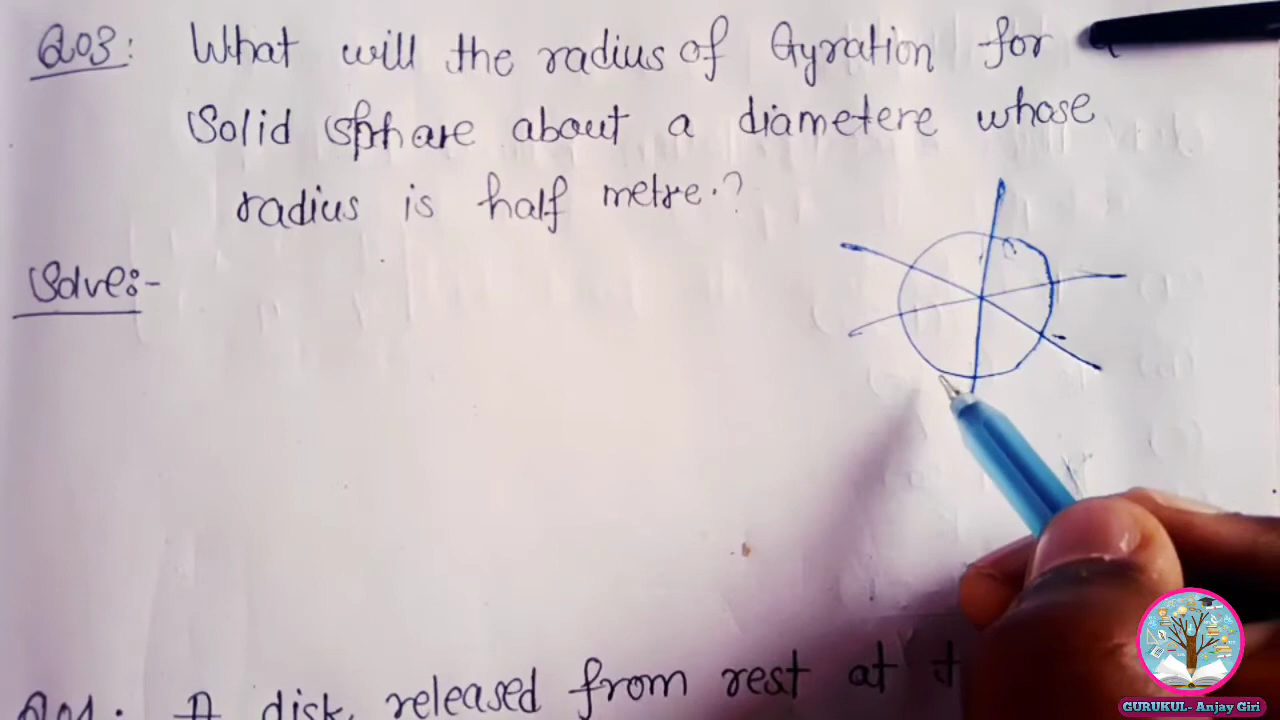 Q03: What will the radius of Gyration for a
Solid Sphare about a diametere whose
radius is half metre.?
Solve:-
A disk released from rest at
GURUKUL- Anjay Giri